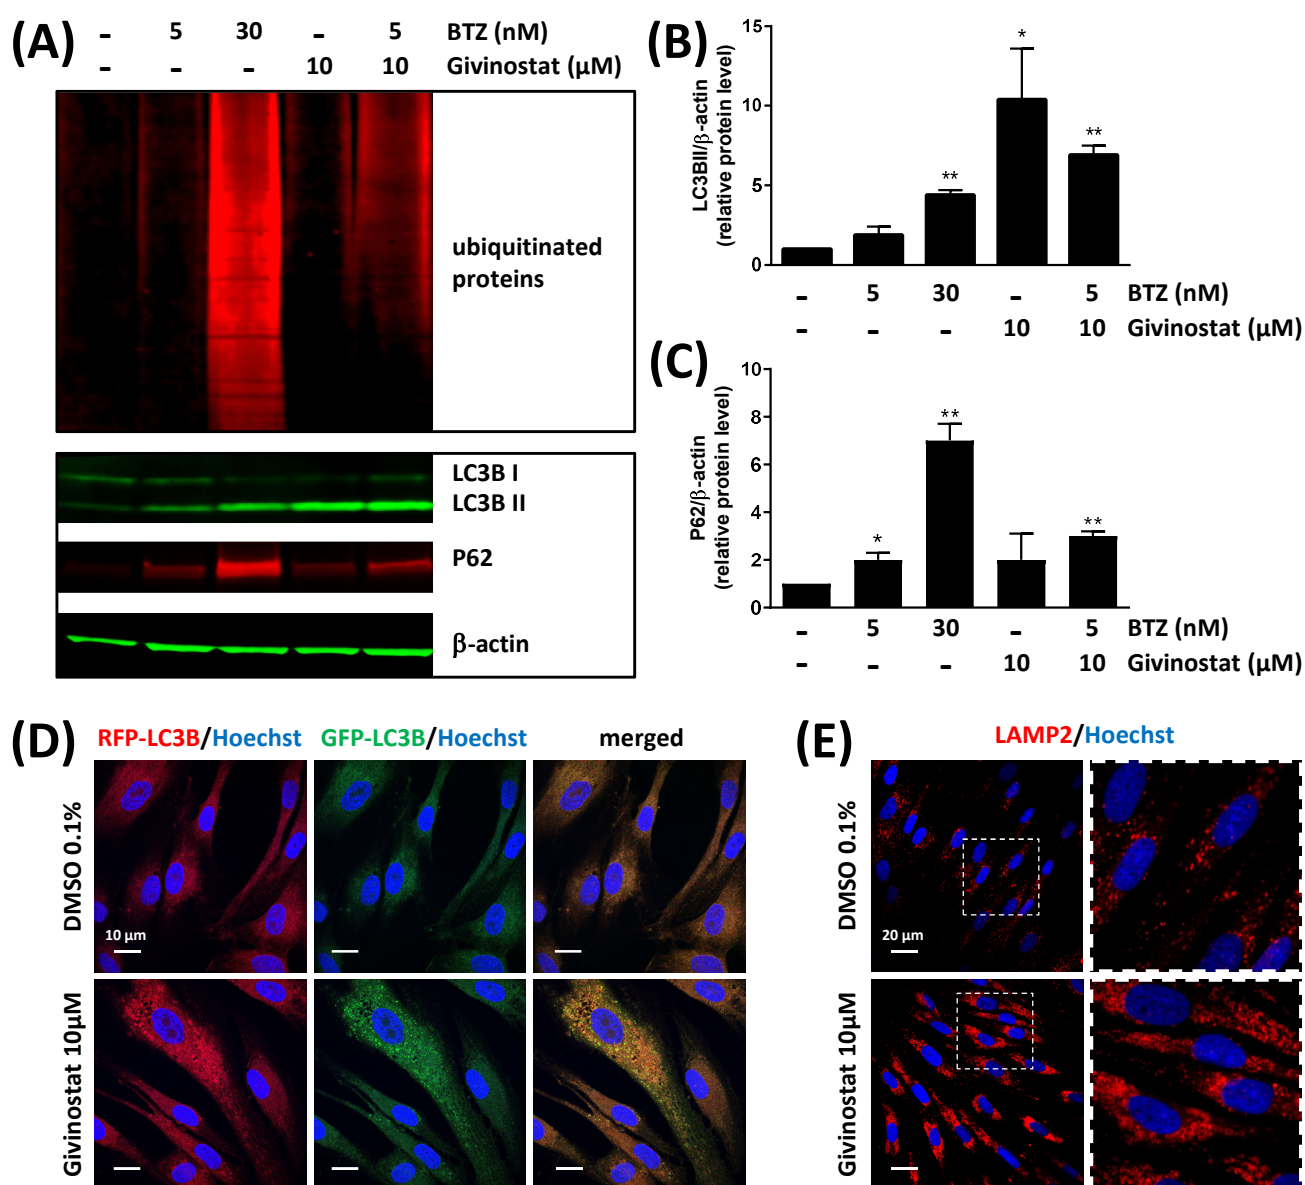 (A)
- 5 30 - 5 BTZ (nM)
- - - 10 10 Givinostat (µM)
ubiquitinated
proteins
LC3B I
LC3B II
P62
β-actin
(B)
LC3BII/β-actin
(relative protein level)
15
10
5
0
*
**
**
- 5 30 - 5 BTZ (nM)
- - - 10 10 Givinostat (µM)
(C)
P62/β-actin
(relative protein level)
10
8
6
4
2
0
*
**
**
- 5 30 - 5 BTZ (nM)
- - - 10 10 Givinostat (µM)
(D)
RFP-LC3B/Hoechst GFP-LC3B/Hoechst merged
DMSO 0.1%
10 µm
Givinostat 10µM
(E)
LAMP2/Hoechst
DMSO 0.1%
20 µm
Givinostat 10µM